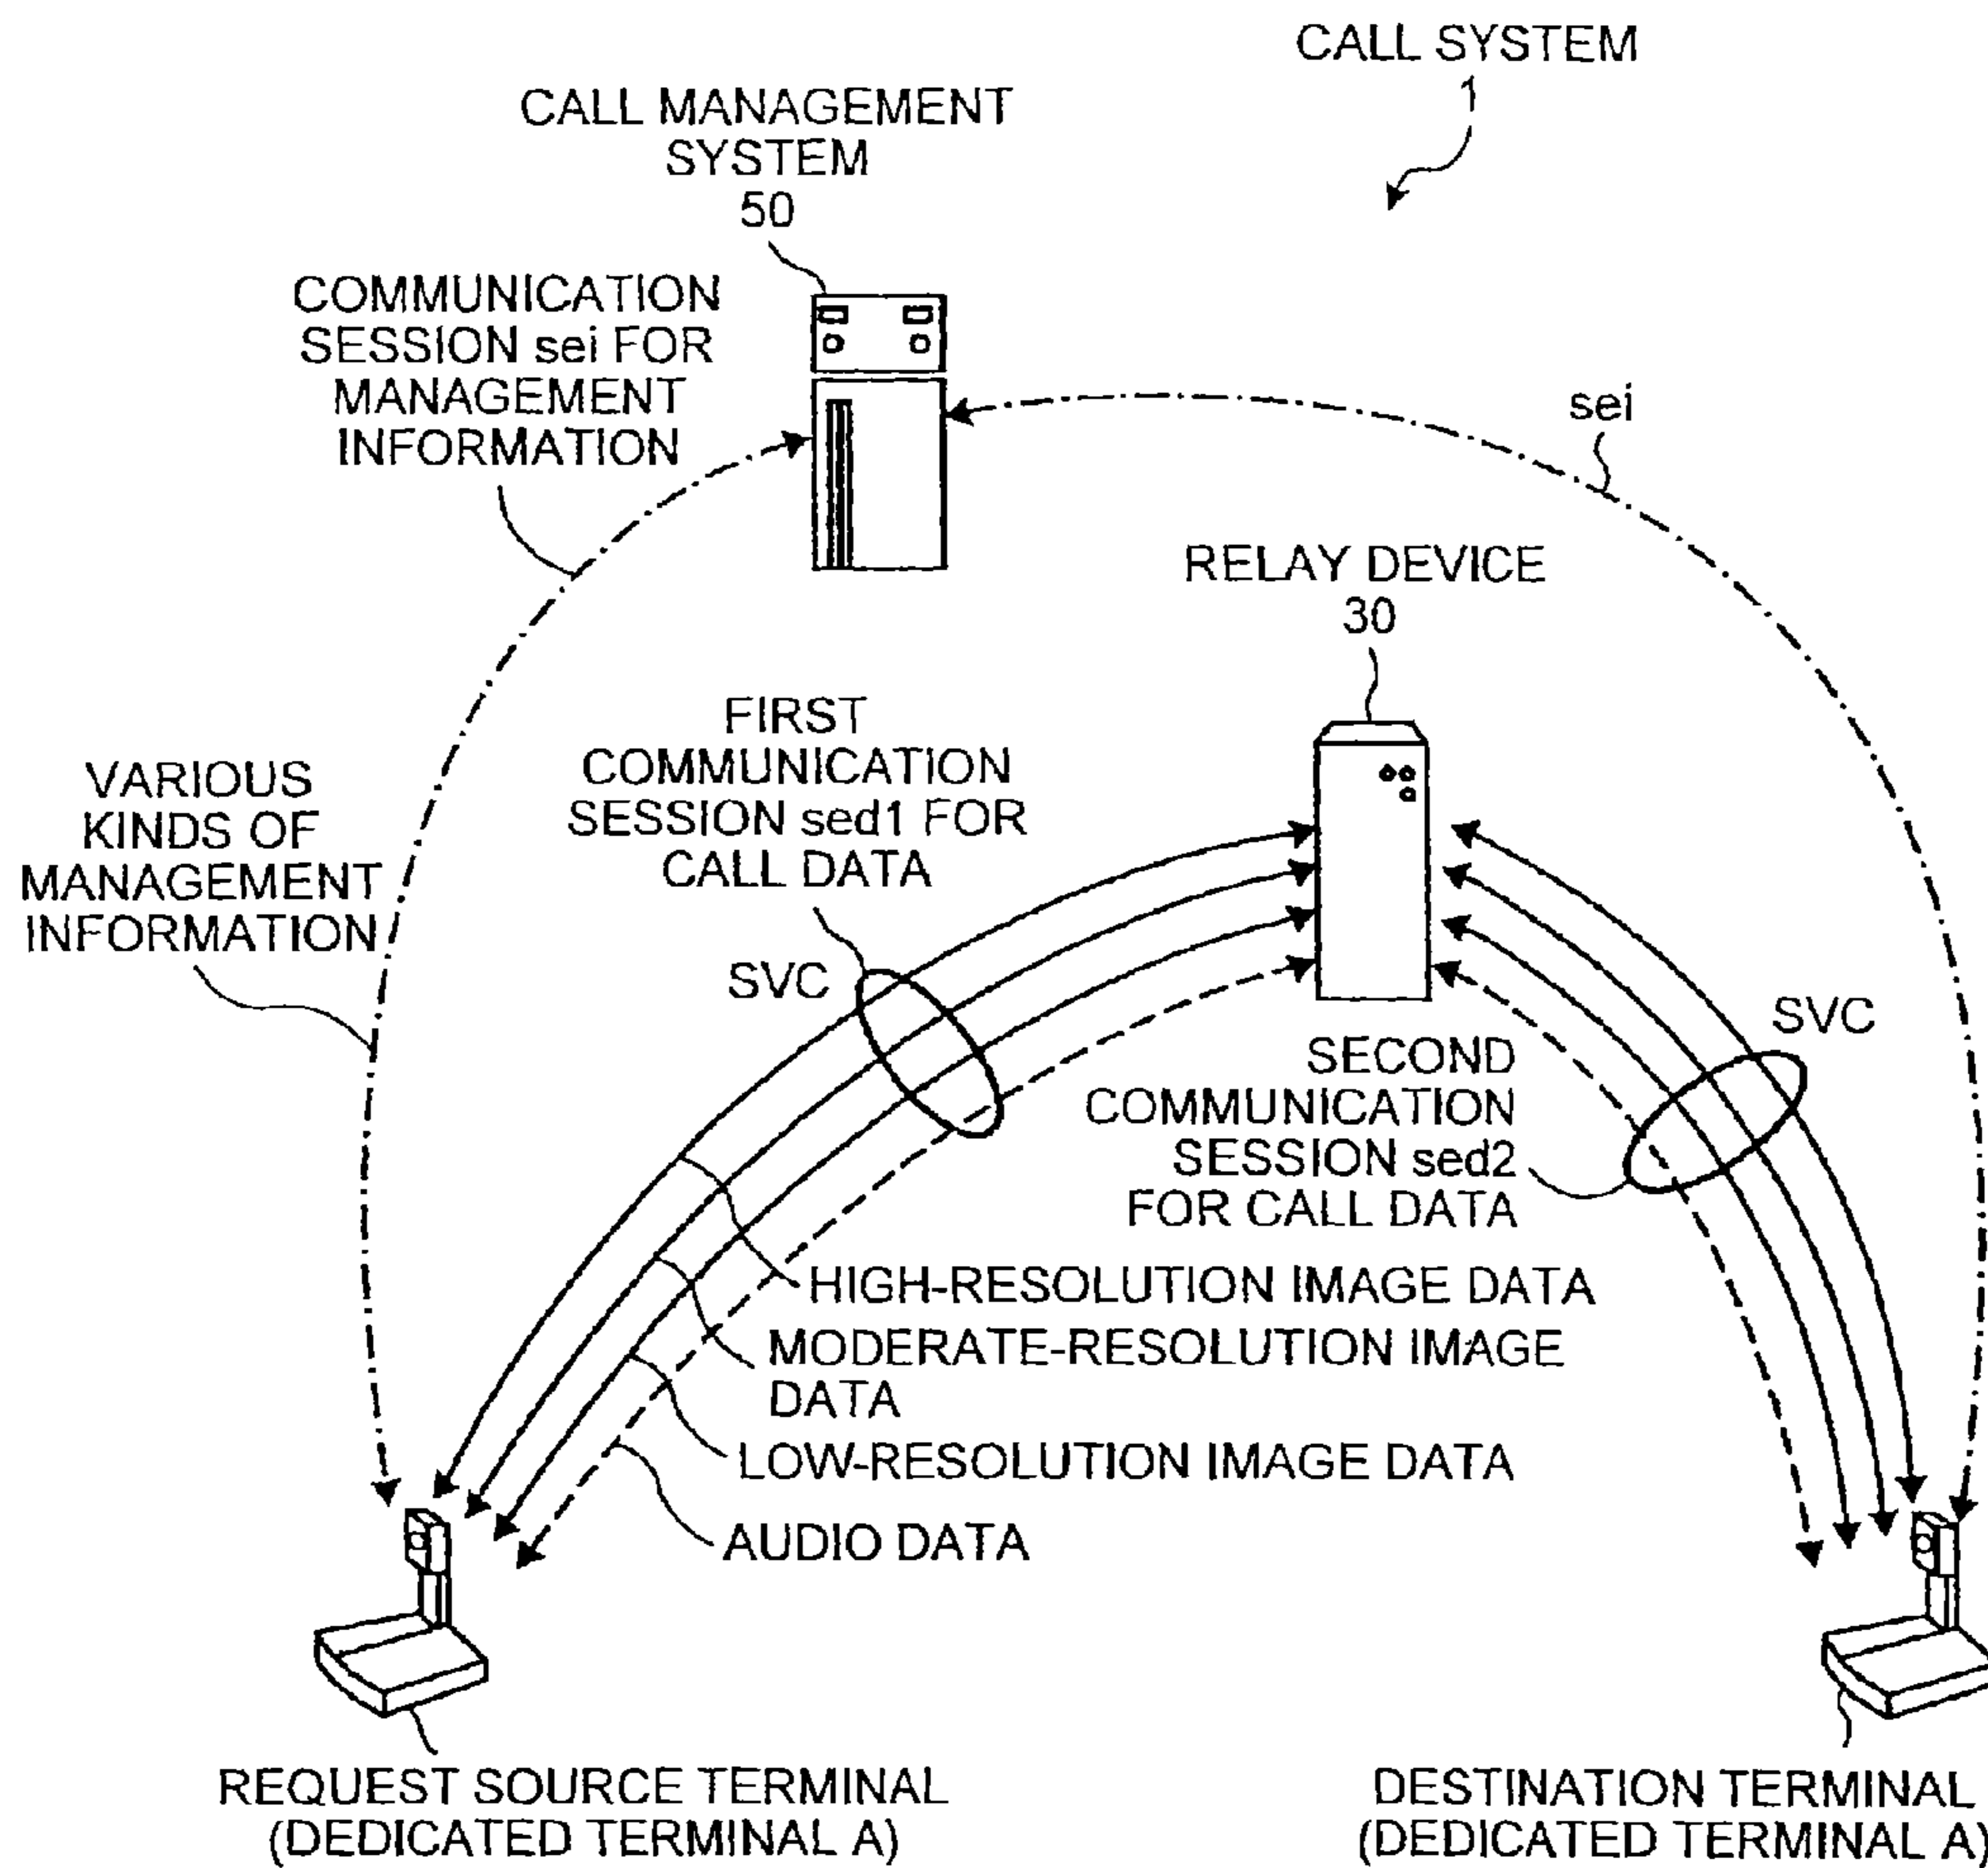 CALL SYSTEM
1
CALL MANAGEMENT
SYSTEM
50
COMMUNICATION
SESSION sei FOR
MANAGEMENT
INFORMATION
sei
RELAY DEVICE
30
FIRST
COMMUNICATION
SESSION sed1 FOR
CALL DATA
VARIOUS
KINDS OF
MANAGEMENT
INFORMATION
SVC
SVC
SECOND
COMMUNICATION
SESSION sed2
FOR CALL DATA
HIGH-RESOLUTION IMAGE DATA
MODERATE-RESOLUTION IMAGE
DATA
LOW-RESOLUTION IMAGE DATA
AUDIO DATA
REQUEST SOURCE TERMINAL
(DEDICATED TERMINAL A)
DESTINATION TERMINAL
(DEDICATED TERMINAL A)